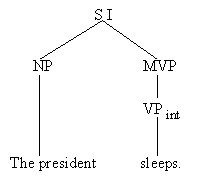 S I
NP MVP
VP int
The president sleeps.